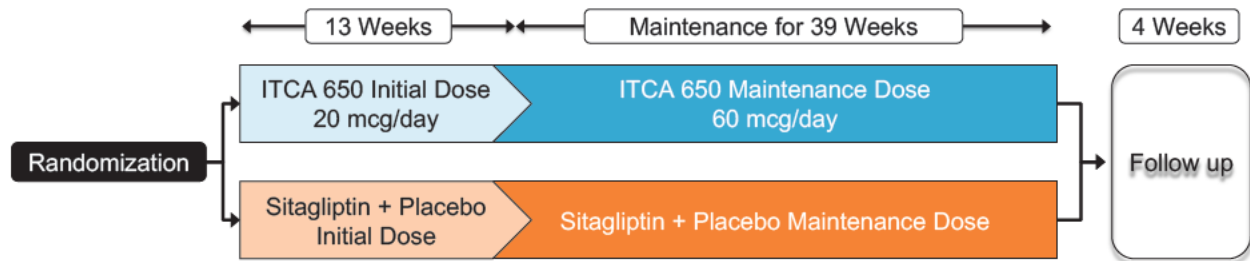 13 Weeks
Maintenance for 39 Weeks
4 Weeks
ITCA 650 Initial Dose
20 mcg/day
ITCA 650 Maintenance Dose
60 mcg/day
Randomization
Follow up
Sitagliptin + Placebo
Initial Dose
Sitagliptin + Placebo Maintenance Dose